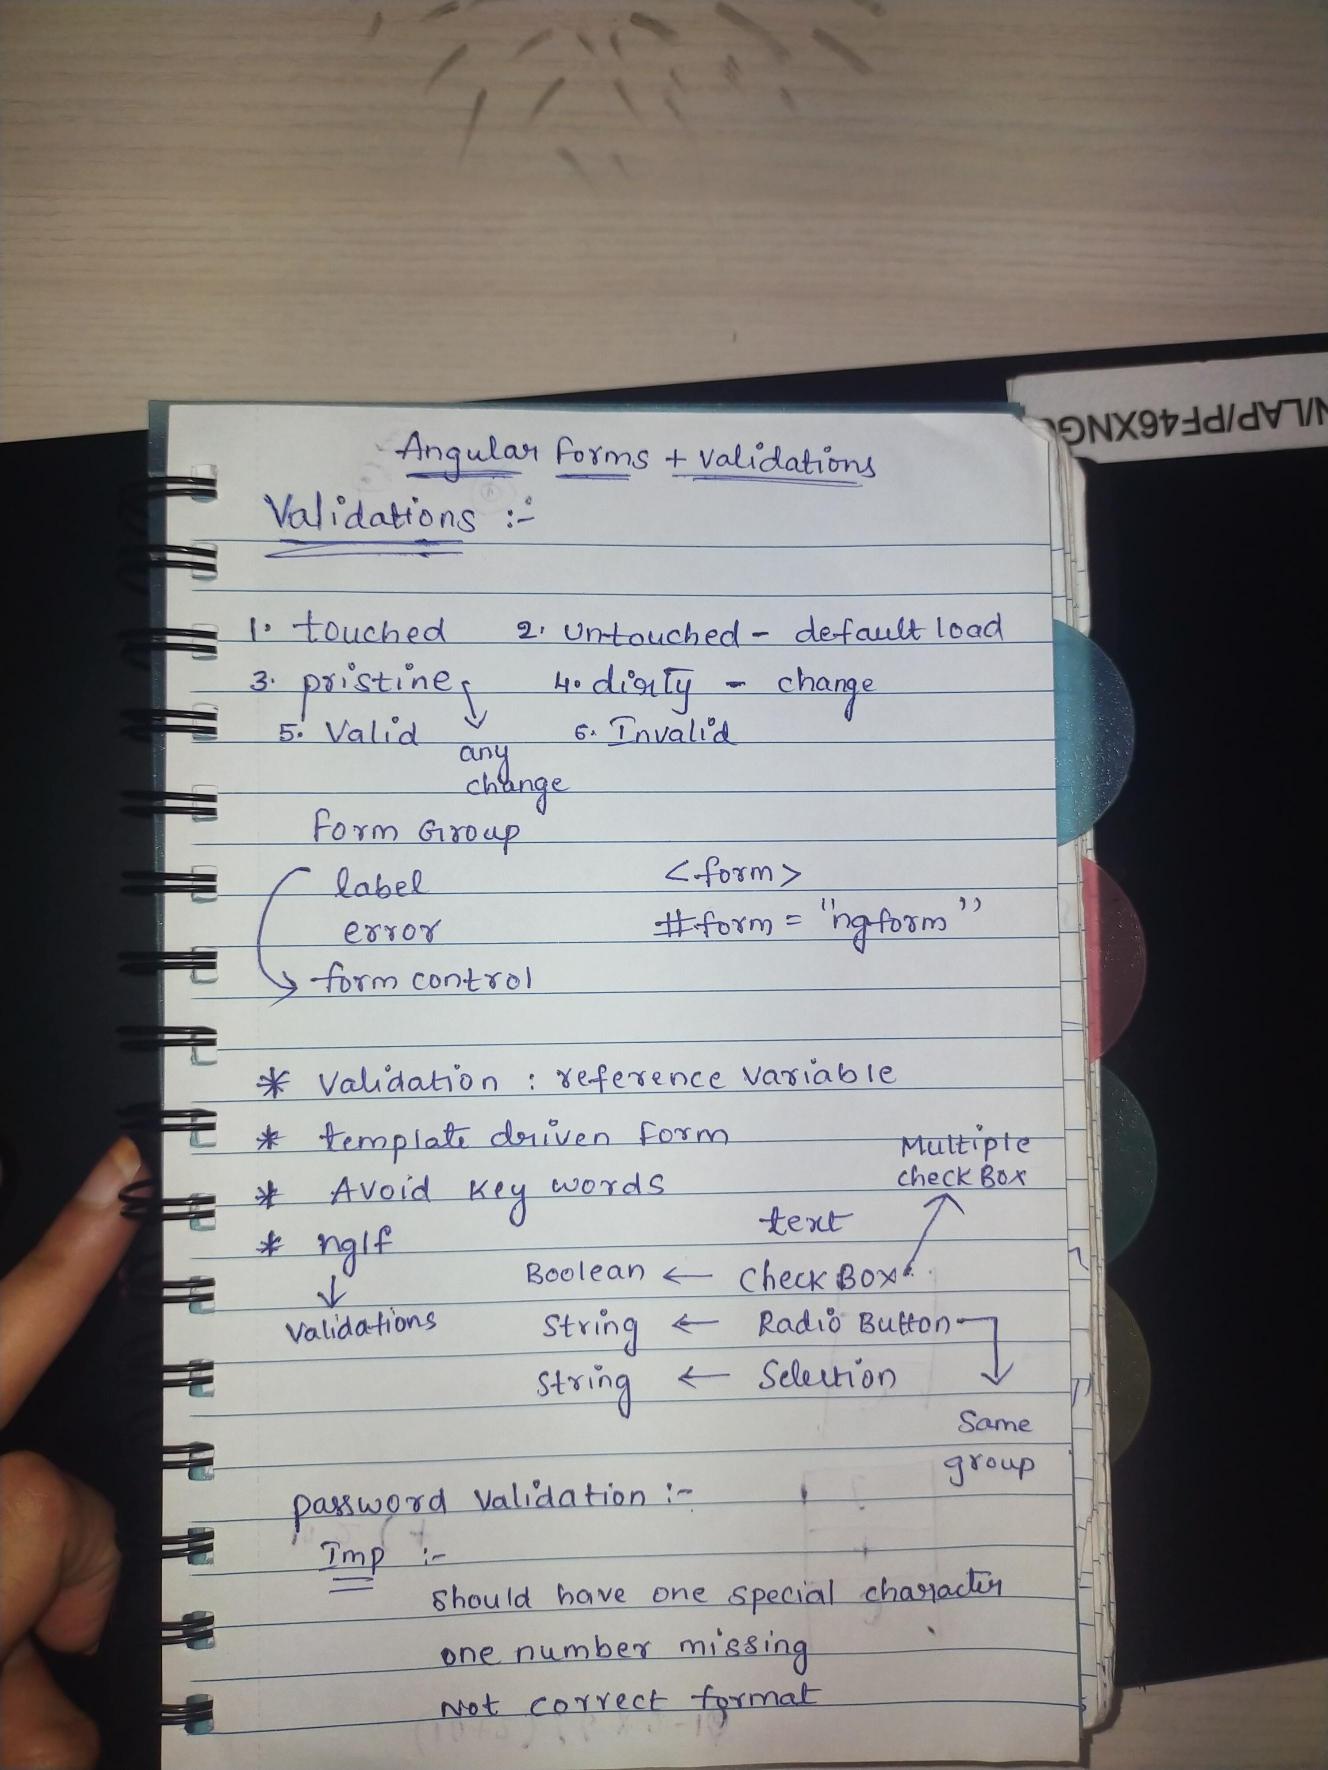 N/LAP/PF46XNG
Angular Forms + validations
Validations :-
1. touched 2. untouched - default load
3. pristine 4. dirty - change
5. Valid 6. Invalid
any
change
Form Group
label <form>
error #form = "ngform"
form control
* Validation : reference variable
* template driven form
Multiple
check Box
* Avoid key words
text
* ngIf
Boolean ← check Box
↓
Validations String ← Radio Button
String ← Selection
Same
group
password validation :-
Imp :-
should have one special character
one number missing
Not correct format